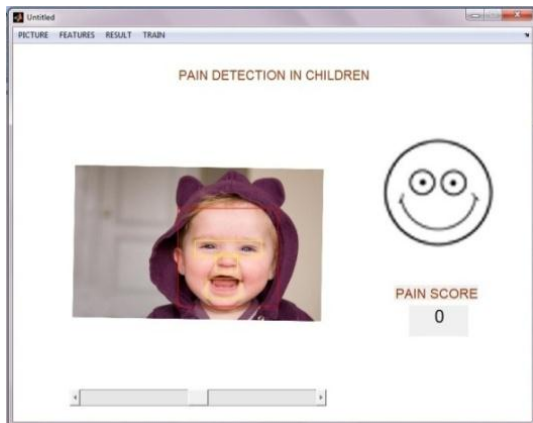 Untitled
PICTURE FEATURES RESULT TRAIN
PAIN DETECTION IN CHILDREN
PAIN SCORE
0